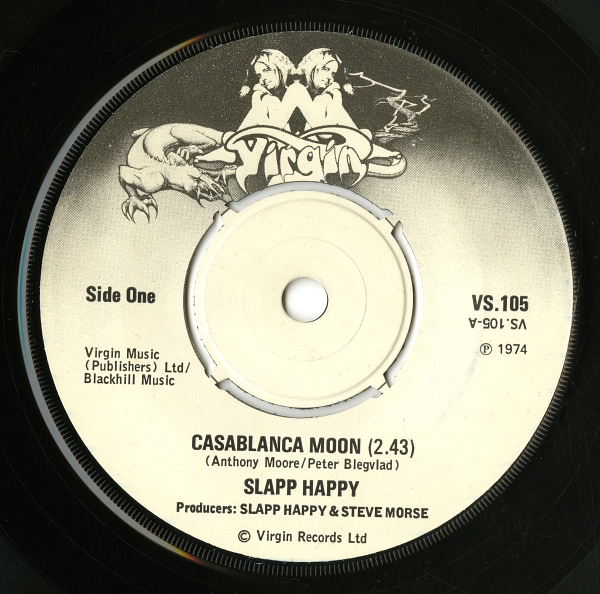 Virgin
Side One
VS.105
VS.105-A
℗ 1974
Virgin Music
(Publishers) Ltd/
Blackhill Music
CASABLANCA MOON (2.43)
(Anthony Moore/Peter Blegvlad)
SLAPP HAPPY
Producers: SLAPP HAPPY & STEVE MORSE
© Virgin Records Ltd